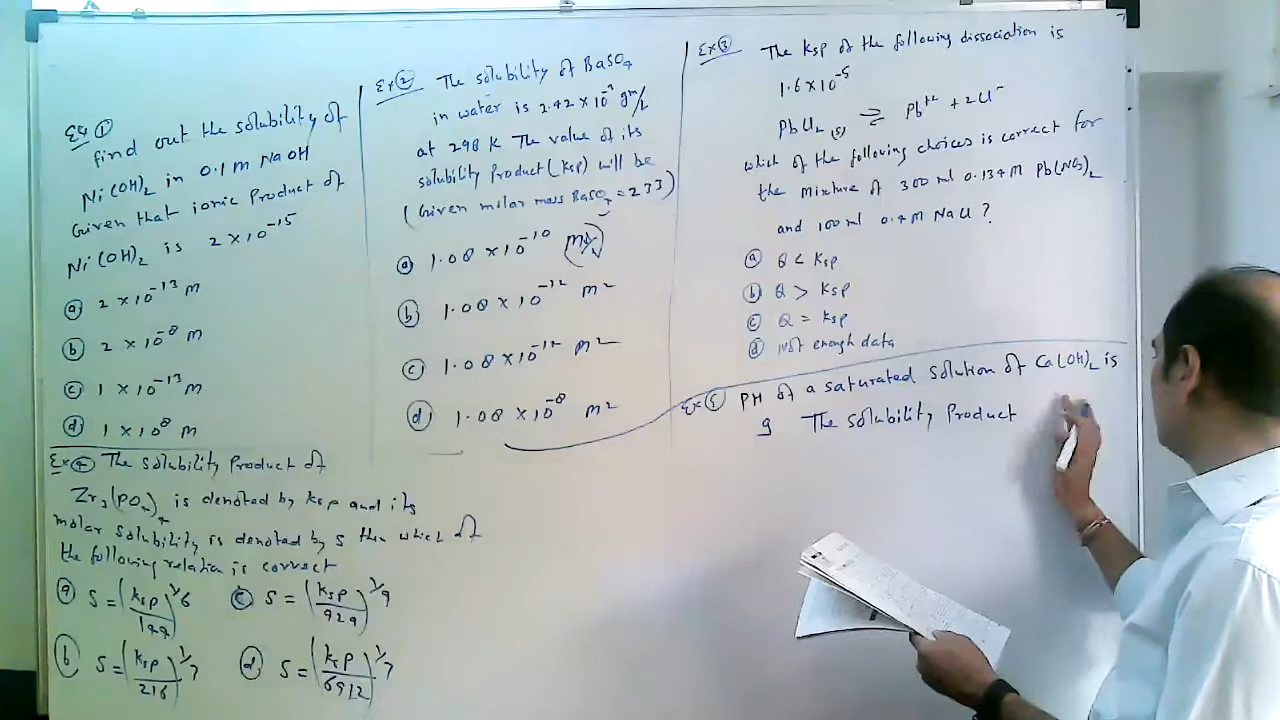 Ex ①
find out the solubility of
Ni(OH)₂ in 0.1 m NaOH
Given that ionic Product of
Ni(OH)₂ is 2 × 10⁻¹⁵
ⓐ 2 × 10⁻¹³ m
ⓑ 2 × 10⁻⁸ m
ⓒ 1 × 10⁻¹³ m
ⓓ 1 × 10⁸ m
Ex ② The solubility of BaSO₄
in water is 2.42 × 10⁻³ gm/L
at 298 K The value of its
solubility Product (Ksp) will be
(Given molar mass BaSO₄ = 233)
ⓐ 1.08 × 10⁻¹⁰
ⓑ 1.08 × 10⁻¹² m²
ⓒ 1.08 × 10⁻¹⁴ m²
ⓓ 1.08 × 10⁻⁸ m²
Ex ③ The Ksp of the following dissociation is
1.6 × 10⁻⁵
PbCl₂ (s) ⇌ Pb⁺² + 2Cl⁻
which of the following choices is correct for
the mixture of 300 ml 0.134 M Pb(NO₃)₂
and 100 ml 0.4 M NaCl ?
ⓐ Q < Ksp
ⓑ Q > Ksp
ⓒ Q = Ksp
ⓓ Not enough data
Ex ④ The solubility Product of
Zr₃(PO₄)₄ is denoted by Ksp and its
molar solubility is denoted by S then which of
the following relation is correct
ⓐ S = (Ksp/144)^1/6 ⓒ S = (Ksp/929)^1/9
ⓑ S = (Ksp/216)^1/7 ⓓ S = (Ksp/6912)^1/7
Ex ⑤ PH of a saturated solution of Ca(OH)₂ is
9 The solubility Product